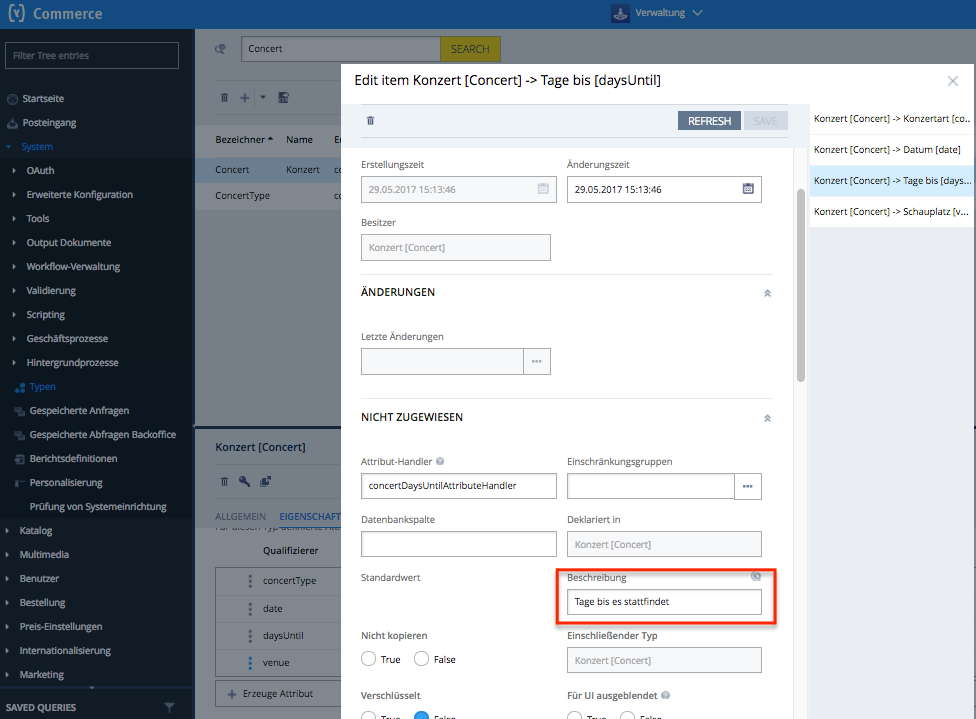 Commerce
Verwaltung
Filter Tree entries
Startseite
Posteingang
System
OAuth
Erweiterte Konfiguration
Tools
Output Dokumente
Workflow-Verwaltung
Validierung
Scripting
Geschäftsprozesse
Hintergrundprozesse
Typen
Gespeicherte Anfragen
Gespeicherte Abfragen Backoffice
Berichtsdefinitionen
Personalisierung
Prüfung von Systemeinrichtung
Katalog
Multimedia
Benutzer
Bestellung
Preis-Einstellungen
Internationalisierung
Marketing
SAVED QUERIES
Concert
SEARCH
Bezeichner Name
Concert Konzert
ConcertType
Konzert [Concert]
ALLGEMEIN EIGENSCHAFT
Für diesen Typ definierte Attrib
Qualifizierer
concertType
date
daysUntil
venue
Erzeuge Attribut
Edit item Konzert [Concert] -> Tage bis [daysUntil]
REFRESH SAVE
Erstellungszeit Änderungszeit
29.05.2017 15:13:46 29.05.2017 15:13:46
Besitzer
Konzert [Concert]
ÄNDERUNGEN
Letzte Änderungen
NICHT ZUGEWIESEN
Attribut-Handler Einschränkungsgruppen
concertDaysUntilAttributeHandler
Datenbankspalte Deklariert in
Konzert [Concert]
Standardwert Beschreibung
Tage bis es stattfindet
Nicht kopieren Einschließender Typ
True False Konzert [Concert]
Verschlüsselt Für UI ausgeblendet
True False True False
Konzert [Concert] -> Konzertart [co...
Konzert [Concert] -> Datum [date]
Konzert [Concert] -> Tage bis [days...
Konzert [Concert] -> Schauplatz [v...